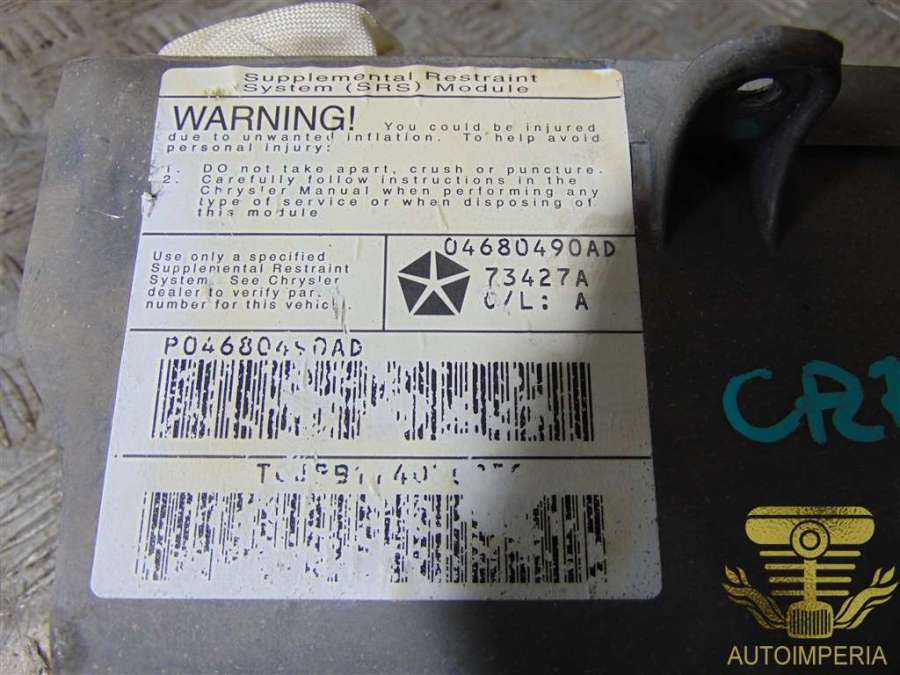 Supplemental Restraint
System (SRS) Module
WARNING! You could be injured
due to unwanted inflation. To help avoid
personal injury:
1. DO not take apart, crush or puncture.
2. Carefully follow instructions in the
Chrysler Manual when performing any
type of service or when disposing of
this module
Use only a specified
Supplemental Restraint
System. See Chrysler
dealer to verify part
number for this vehicle.
04680490AD
73427A
C/L: A
P04680490AD
AUTOIMPERIA